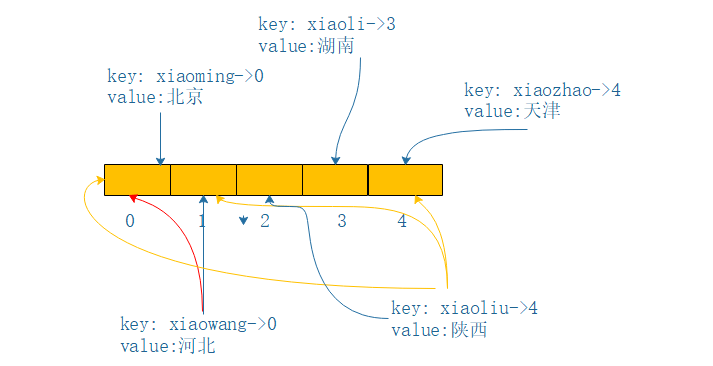 key: xiaoli->3
value:湖南
key: xiaoming->0
value:北京
key: xiaozhao->4
value:天津
0 1 2 3 4
key: xiaowang->0
value:河北
key: xiaoliu->4
value:陕西